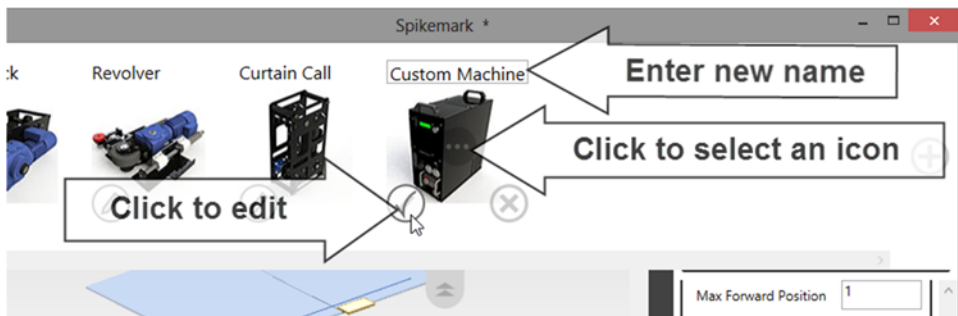 Spikemark *
:k
Revolver
Curtain Call
Custom Machine
Enter new name
Click to select an icon
Click to edit
Max Forward Position
1